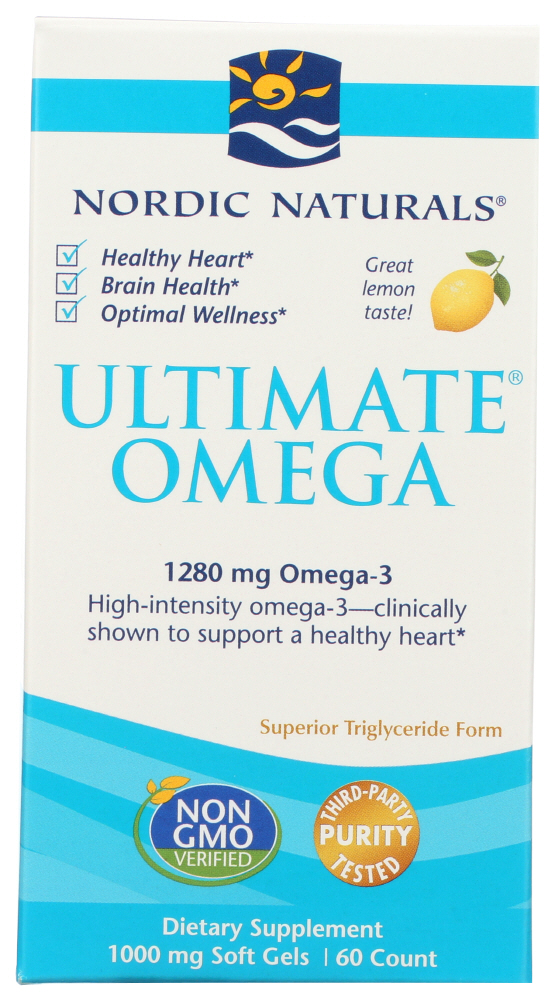 NORDIC NATURALS®
Healthy Heart*
Brain Health*
Optimal Wellness*
Great
lemon
taste!
ULTIMATE®
OMEGA
1280 mg Omega-3
High-intensity omega-3—clinically
shown to support a healthy heart*
Superior Triglyceride Form
NON
GMO
VERIFIED
THIRD-PARTY
PURITY
TESTED
Dietary Supplement
1000 mg Soft Gels | 60 Count